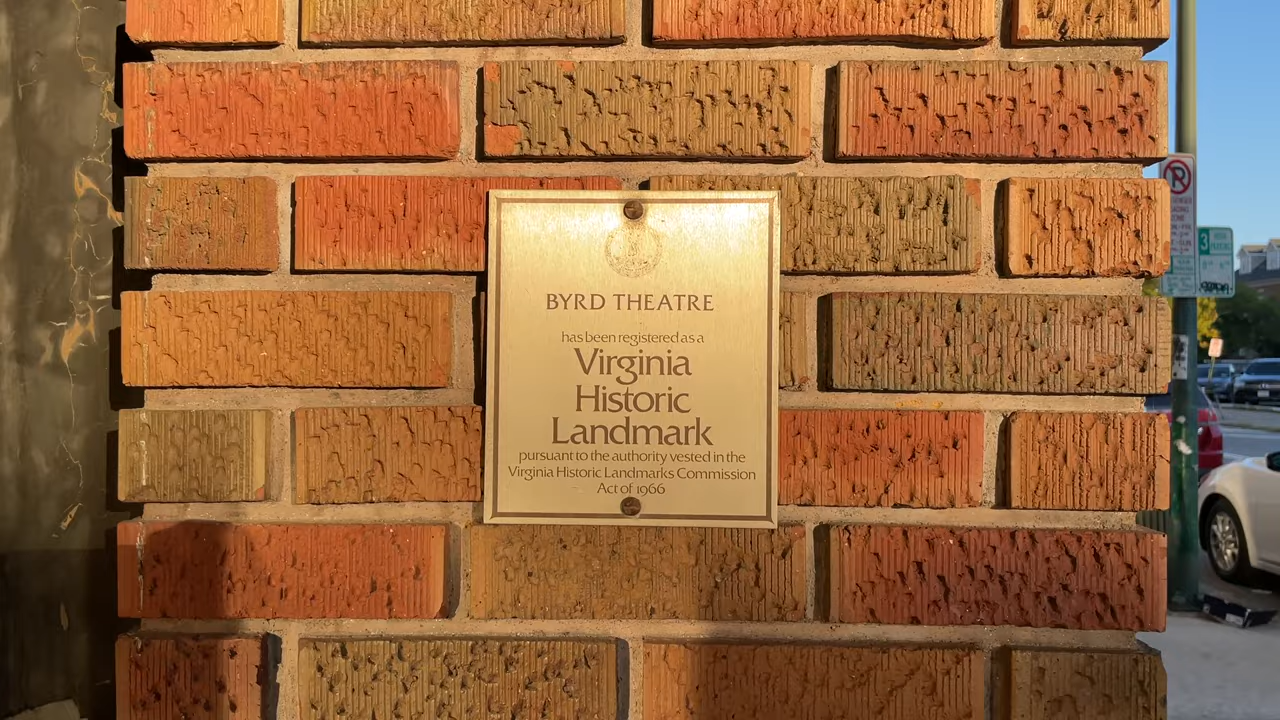 BYRD THEATRE
has been registered as a
Virginia
Historic
Landmark
pursuant to the authority vested in the
Virginia Historic Landmarks Commission
Act of 1966
P
3